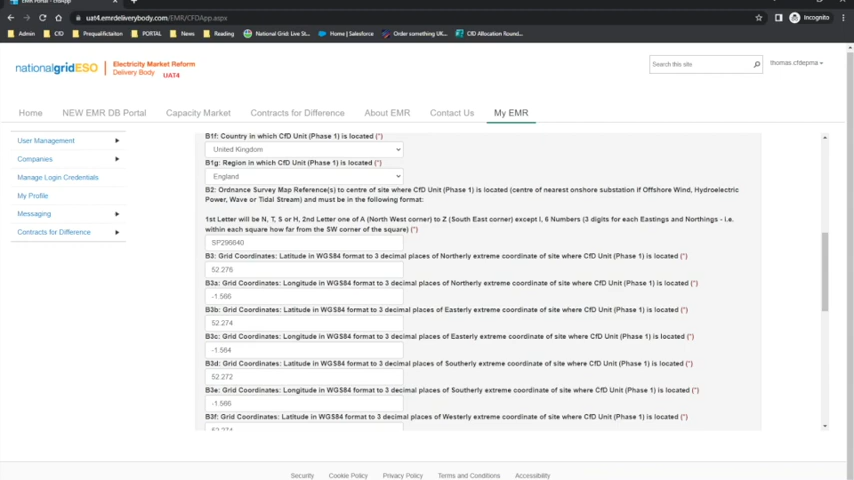 EMR Portal - CfDApp
uat4.emrdeliverybody.com/EMR/CFDApp.aspx
Incognito
Admin
CfD
Prequalificaiton
PORTAL
News
Reading
National Grid: Live St...
Home | Salesforce
Order something UK...
CfD Allocation Round...
nationalgridESO
Electricity Market Reform
Delivery Body UAT4
Search this site
thomas.cfdepma
Home
NEW EMR DB Portal
Capacity Market
Contracts for Difference
About EMR
Contact Us
My EMR
User Management
Companies
Manage Login Credentials
My Profile
Messaging
Contracts for Difference
B1f: Country in which CfD Unit (Phase 1) is located (*)
United Kingdom
B1g: Region in which CfD Unit (Phase 1) is located (*)
England
B2: Ordnance Survey Map Reference(s) to centre of site where CfD Unit (Phase 1) is located (centre of nearest onshore substation if Offshore Wind, Hydroelectric
Power, Wave or Tidal Stream) and must be in the following format:
1st Letter will be N, T, S or H, 2nd Letter one of A (North West corner) to Z (South East corner) except I, 6 Numbers (3 digits for each Eastings and Northings - i.e.
within each square how far from the SW corner of the square) (*)
SP296640
B3: Grid Coordinates: Latitude in WGS84 format to 3 decimal places of Northerly extreme coordinate of site where CfD Unit (Phase 1) is located (*)
52.276
B3a: Grid Coordinates: Longitude in WGS84 format to 3 decimal places of Northerly extreme coordinate of site where CfD Unit (Phase 1) is located (*)
-1.566
B3b: Grid Coordinates: Latitude in WGS84 format to 3 decimal places of Easterly extreme coordinate of site where CfD Unit (Phase 1) is located (*)
52.274
B3c: Grid Coordinates: Longitude in WGS84 format to 3 decimal places of Easterly extreme coordinate of site where CfD Unit (Phase 1) is located (*)
-1.564
B3d: Grid Coordinates: Latitude in WGS84 format to 3 decimal places of Southerly extreme coordinate of site where CfD Unit (Phase 1) is located (*)
52.272
B3e: Grid Coordinates: Longitude in WGS84 format to 3 decimal places of Southerly extreme coordinate of site where CfD Unit (Phase 1) is located (*)
-1.566
B3f: Grid Coordinates: Latitude in WGS84 format to 3 decimal places of Westerly extreme coordinate of site where CfD Unit (Phase 1) is located (*)
52.274
Security
Cookie Policy
Privacy Policy
Terms and Conditions
Accessibility